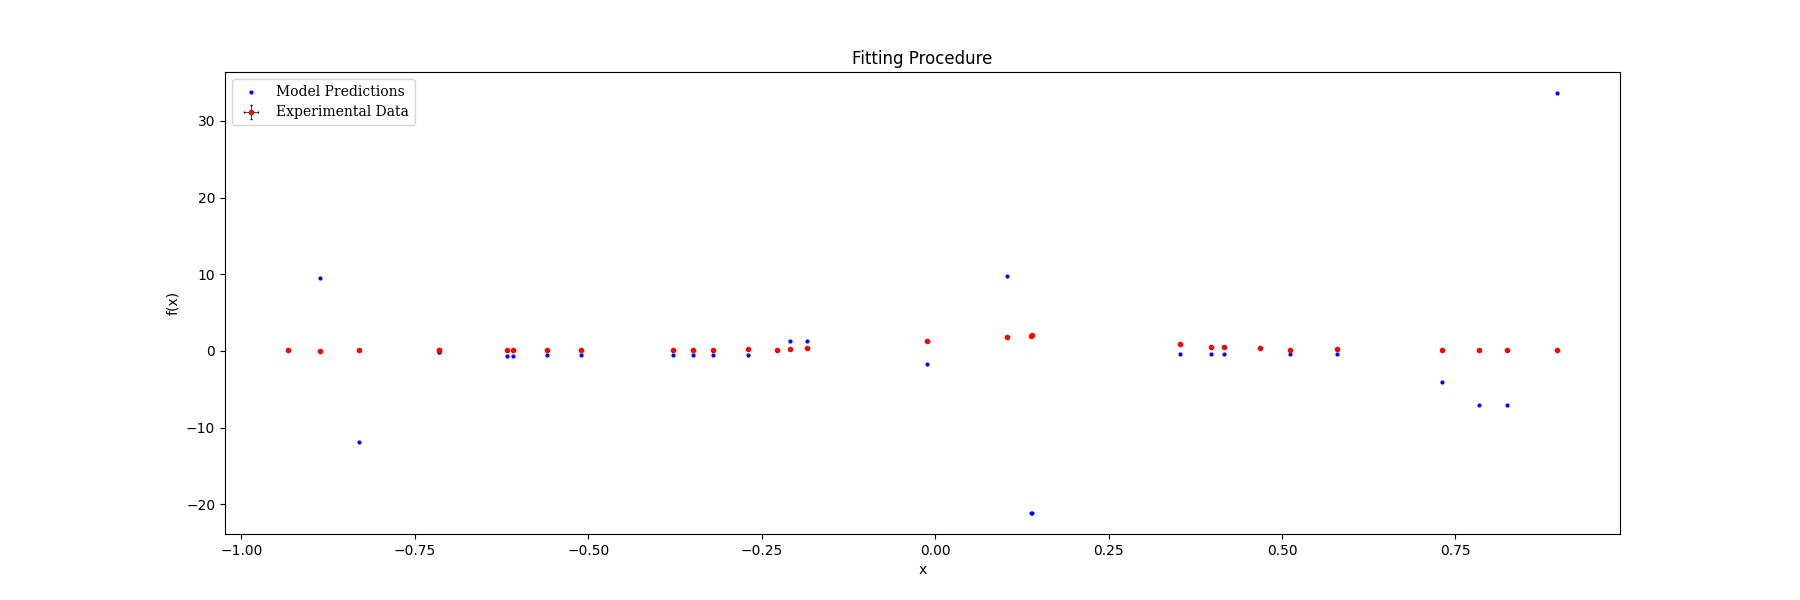 Fitting Procedure
Model Predictions
Experimental Data
f(x)
30
20
10
0
−10
−20
−1.00 −0.75 −0.50 −0.25 0.00 0.25 0.50 0.75
x